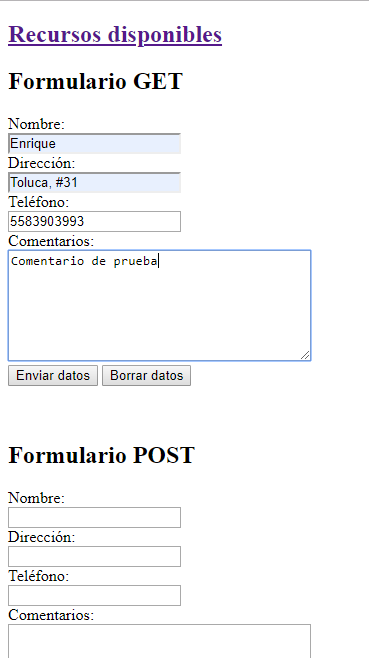 Recursos disponibles
Formulario GET
Nombre:
Enrique
Dirección:
Toluca, #31
Teléfono:
5583903993
Comentarios:
Comentario de prueba
Enviar datos Borrar datos
Formulario POST
Nombre:
Dirección:
Teléfono:
Comentarios: